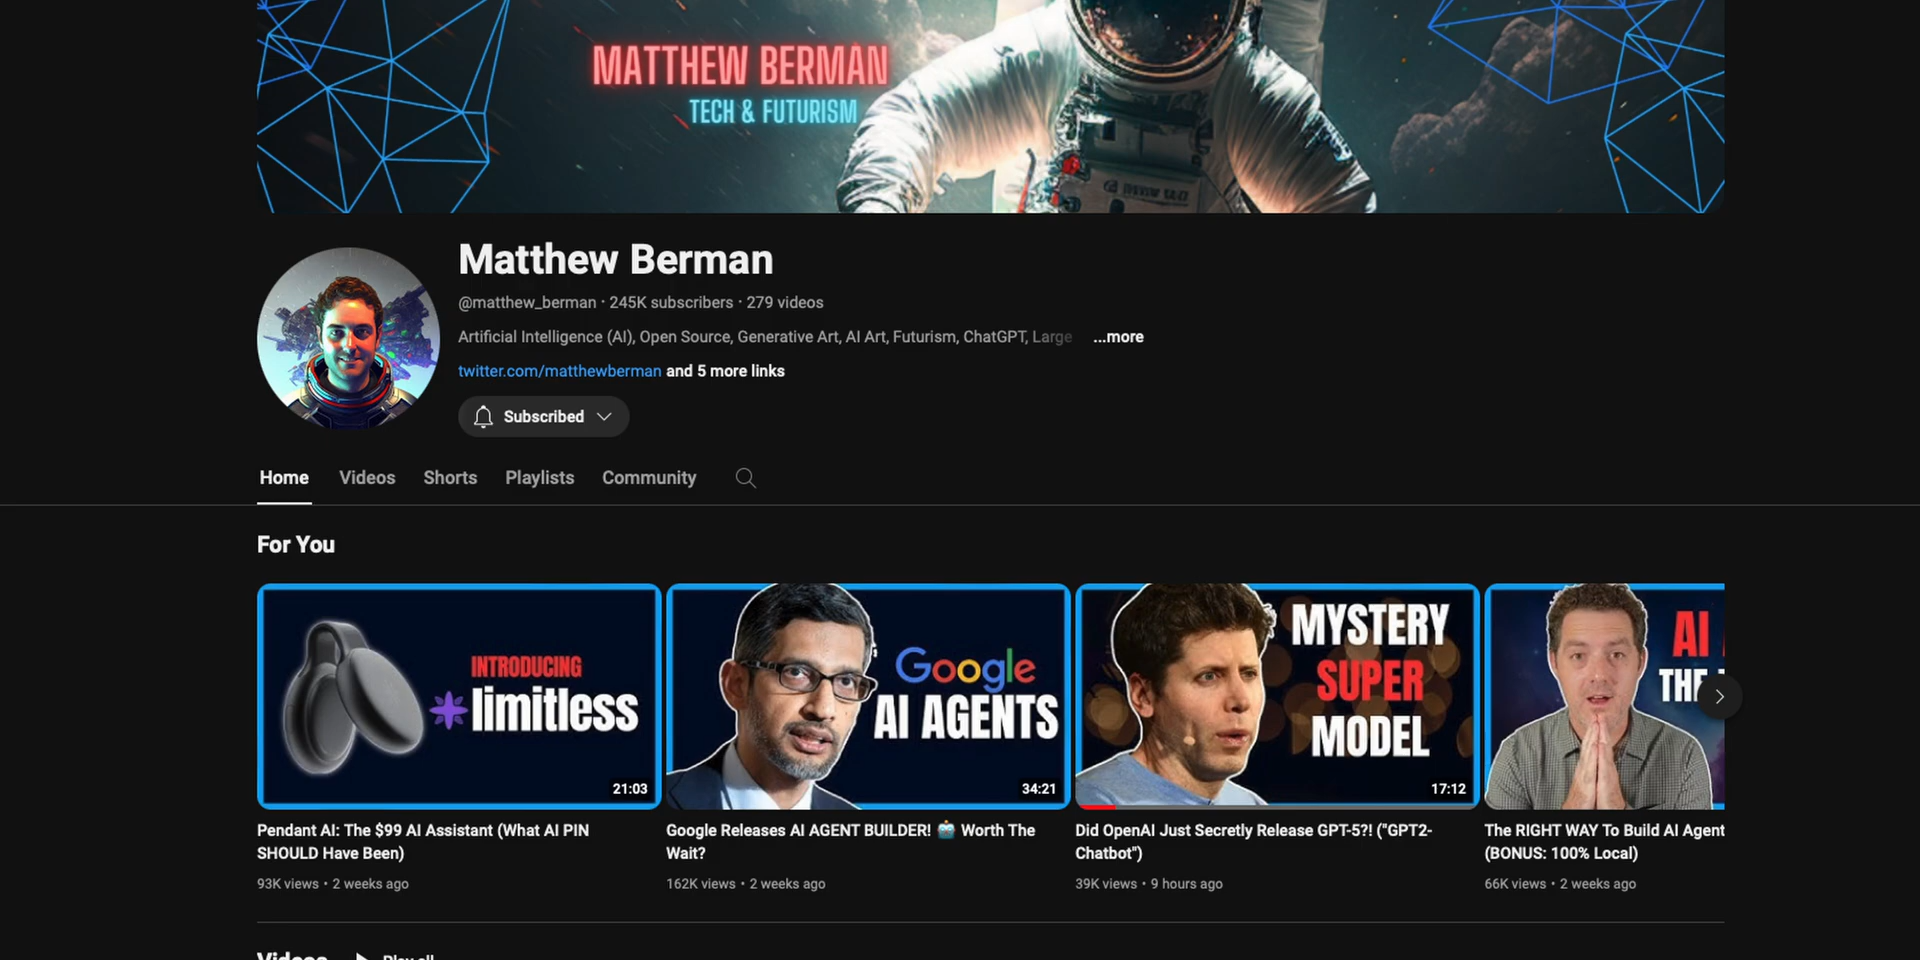 MATTHEW BERMAN
TECH & FUTURISM
Matthew Berman
@matthew_berman · 245K subscribers · 279 videos
Artificial Intelligence (AI), Open Source, Generative Art, AI Art, Futurism, ChatGPT, Large ...more
twitter.com/matthewberman and 5 more links
Subscribed
Home Videos Shorts Playlists Community
For You
INTRODUCING
limitless
21:03
Google
AI AGENTS
34:21
MYSTERY
SUPER
MODEL
17:12
AI
THE
Pendant AI: The $99 AI Assistant (What AI PIN
SHOULD Have Been)
93K views • 2 weeks ago
Google Releases AI AGENT BUILDER! 🤖 Worth The
Wait?
162K views • 2 weeks ago
Did OpenAI Just Secretly Release GPT-5?! ("GPT2-
Chatbot")
39K views • 9 hours ago
The RIGHT WAY To Build AI Agent
(BONUS: 100% Local)
66K views • 2 weeks ago
Videos Play all